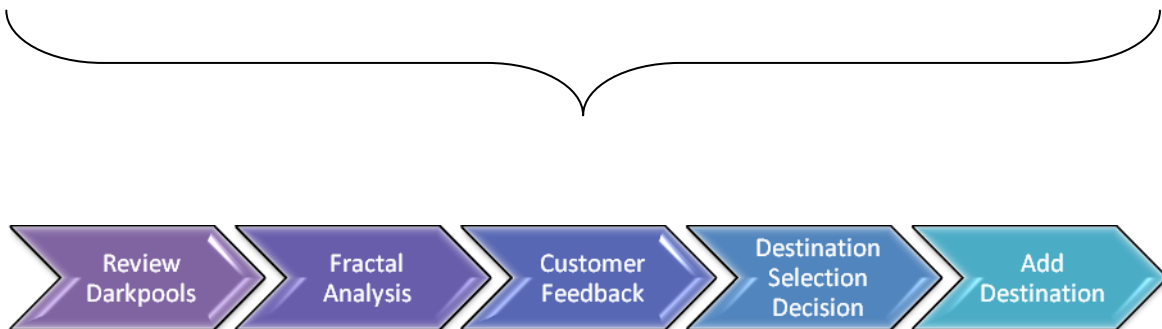 Review
Darkpools
Fractal
Analysis
Customer
Feedback
Destination
Selection
Decision
Add
Destination